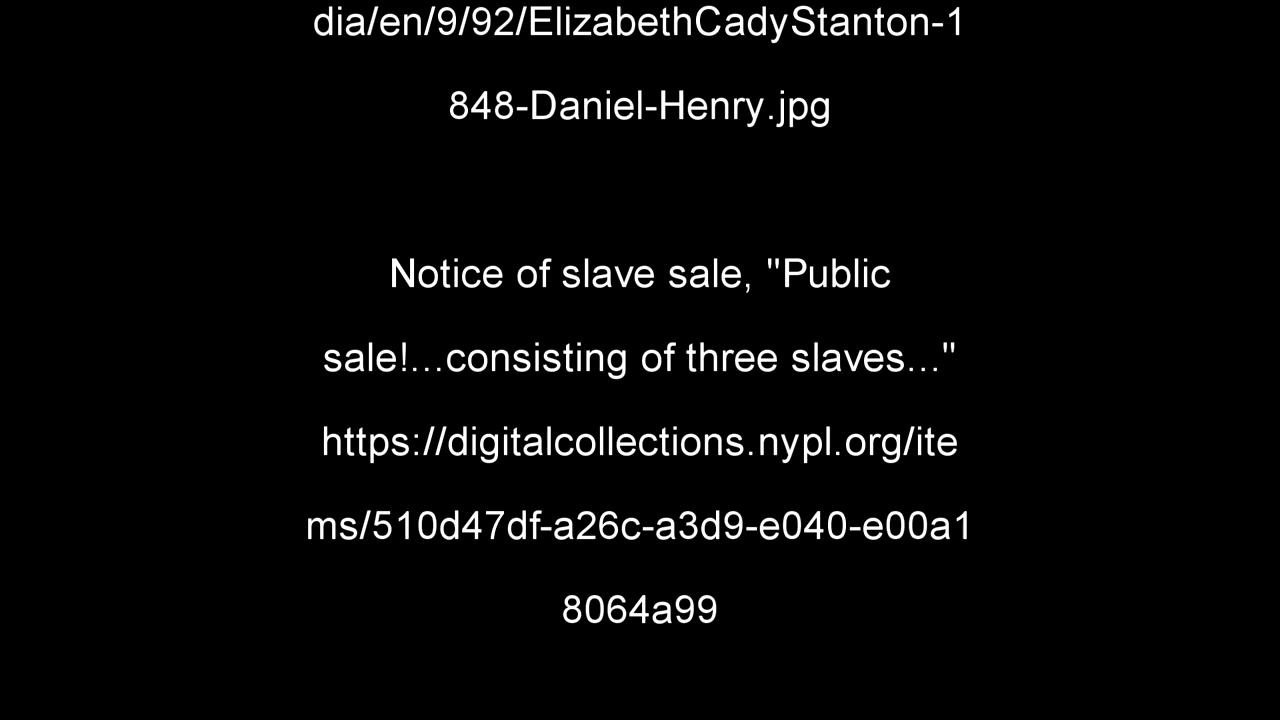 dia/en/9/92/ElizabethCadyStanton-1
848-Daniel-Henry.jpg
Notice of slave sale, "Public
sale!...consisting of three slaves..."
https://digitalcollections.nypl.org/ite
ms/510d47df-a26c-a3d9-e040-e00a1
8064a99